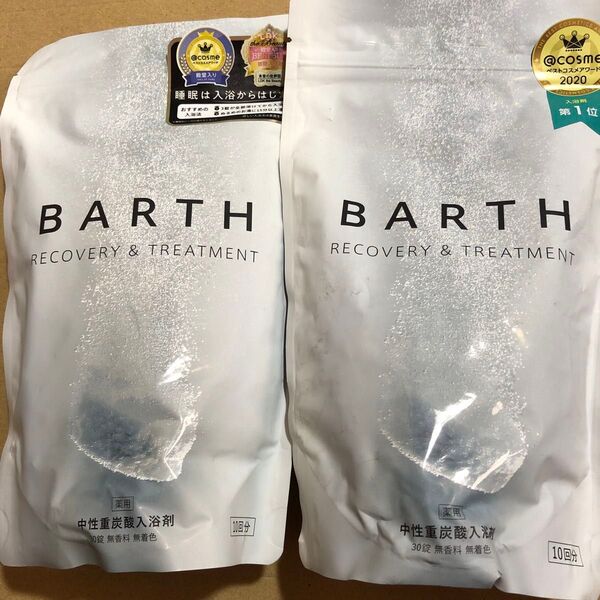 @cosme
殿堂入り
睡眠は入浴からはじ
おすすめの
入浴法
BARTH
RECOVERY & TREATMENT
薬用
中性重炭酸入浴剤
30錠 無香料 無着色
10回分
@cosme
ベストコスメアワード
2020
入浴剤
第1位
BARTH
RECOVERY & TREATMENT
薬用
中性重炭酸入浴剤
30錠 無香料 無着色
10回分